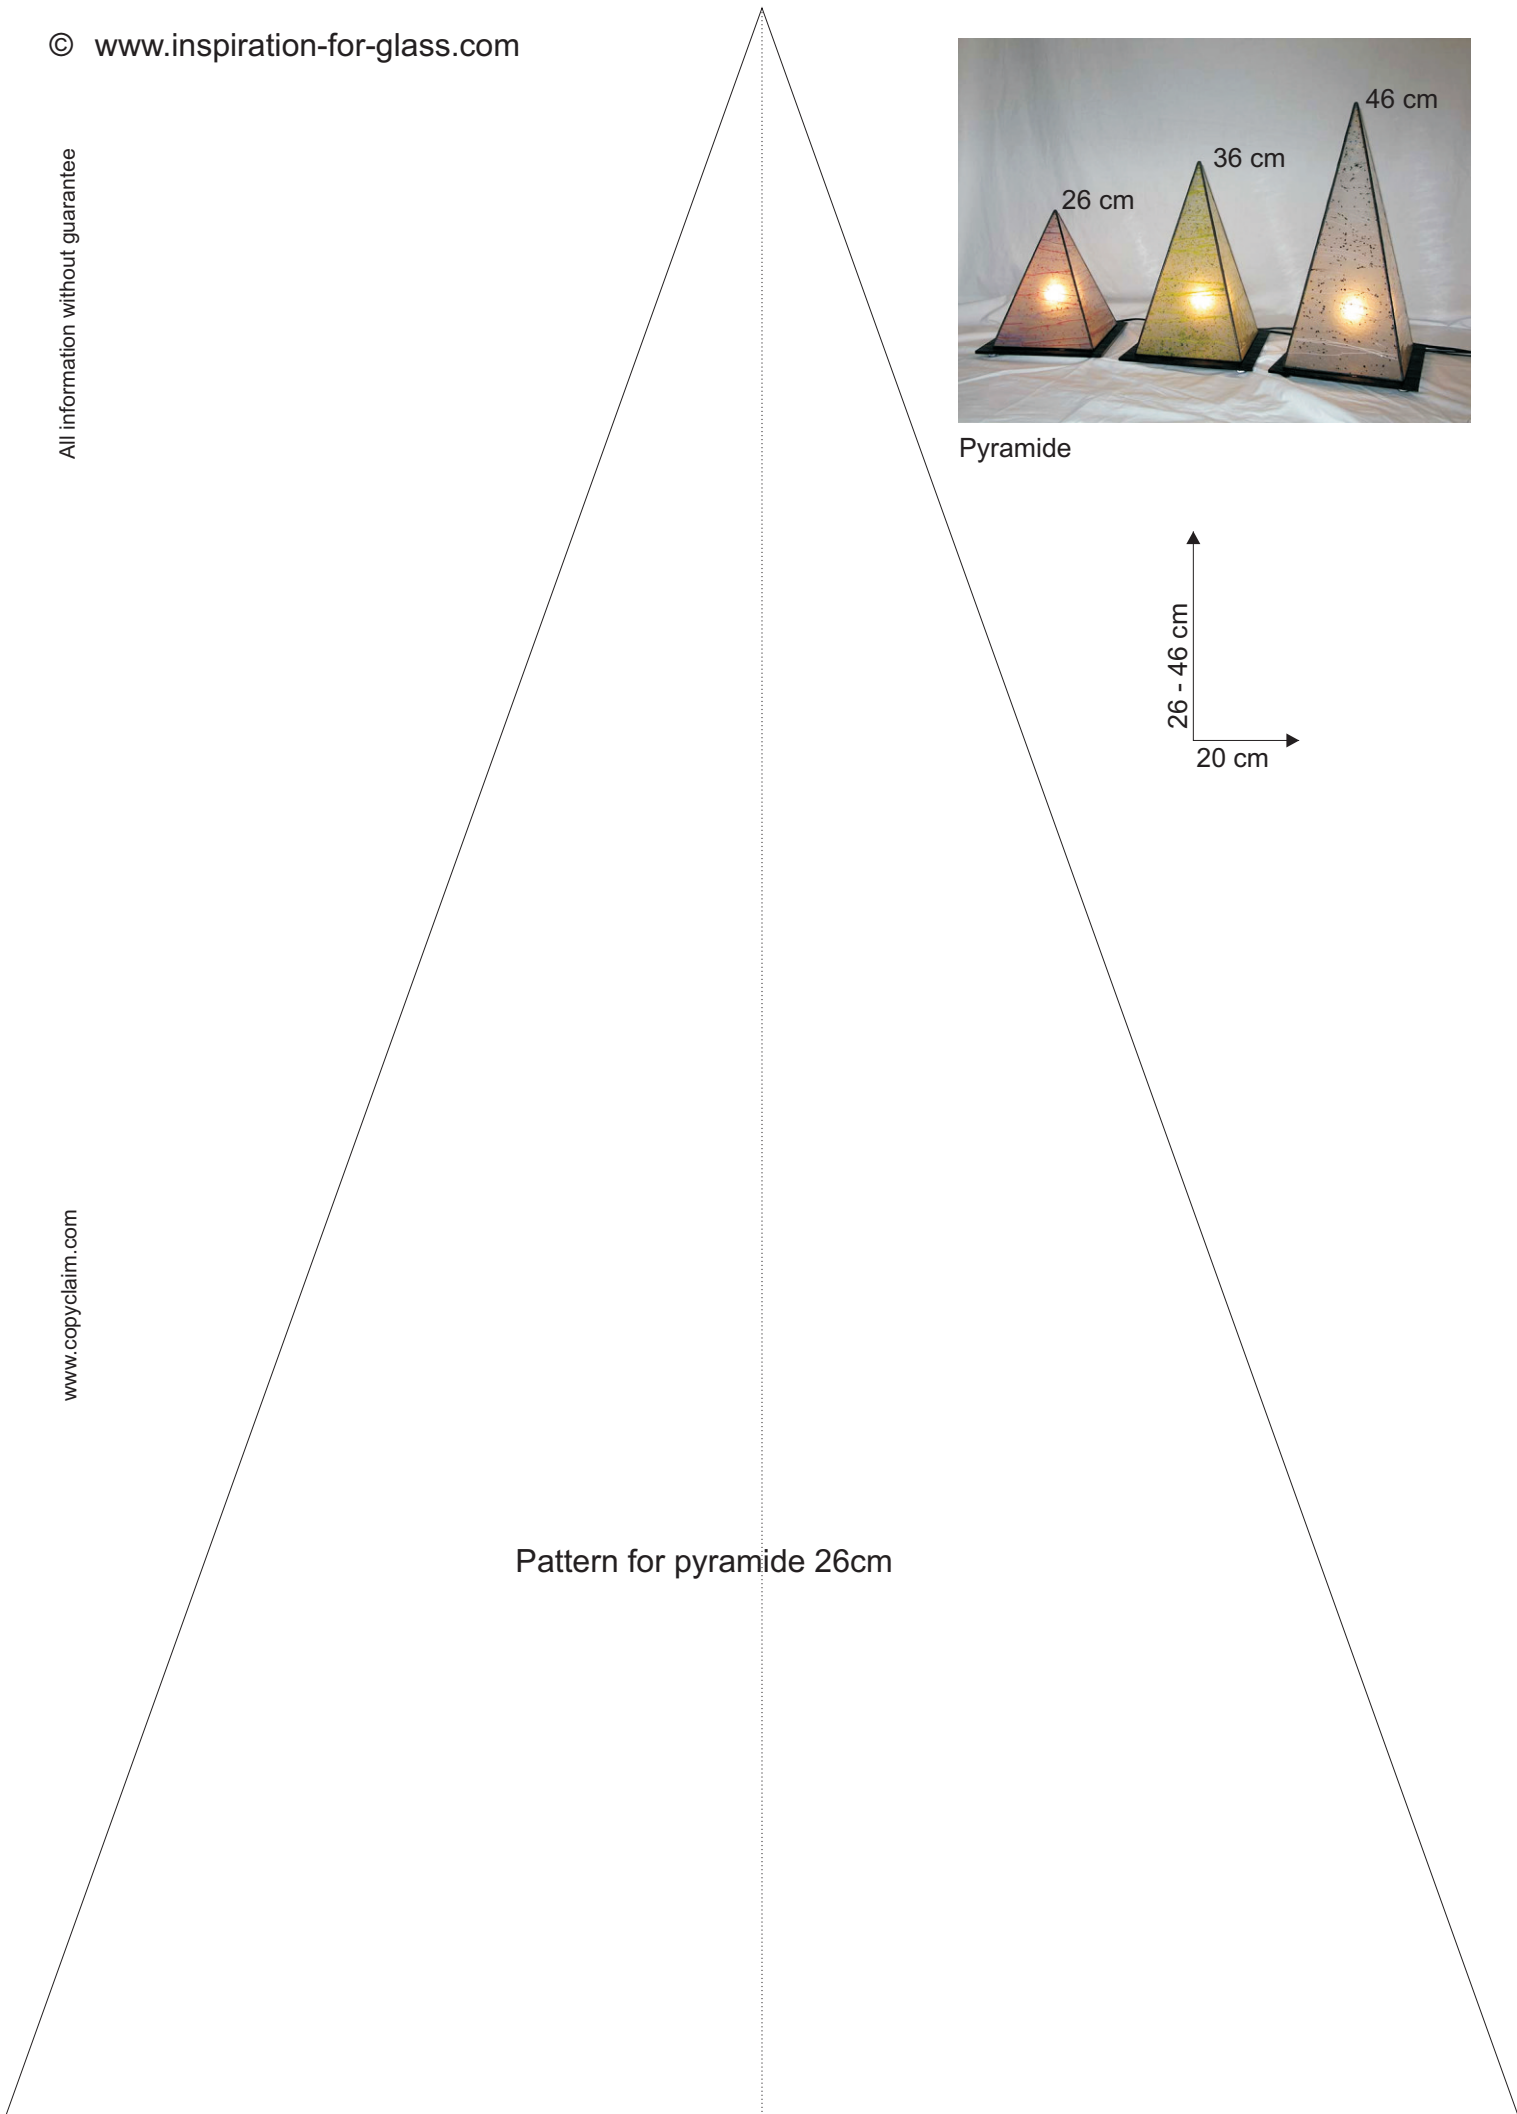 © www.inspiration-for-glass.com
All information without guarantee
26 cm
36 cm
46 cm
Pyramide
26 - 46 cm
20 cm
www.copyclaim.com
Pattern for pyramide 26cm